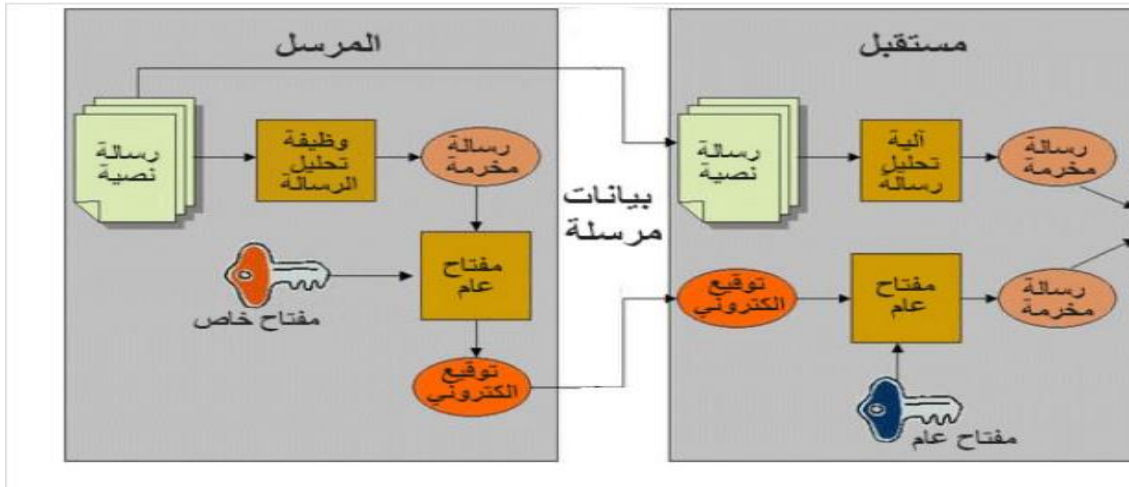 المرسل
رسالة
نصية
وظيفة
تحليل
الرسالة
رسالة
مخرمة
مفتاح
عام
مفتاح خاص
توقيع
الكتروني
بيانات
مرسلة
مستقبل
رسالة
نصية
آلية
تحليل
رسالة
رسالة
مخرمة
توقيع
الكتروني
مفتاح
عام
رسالة
مخرمة
مفتاح عام